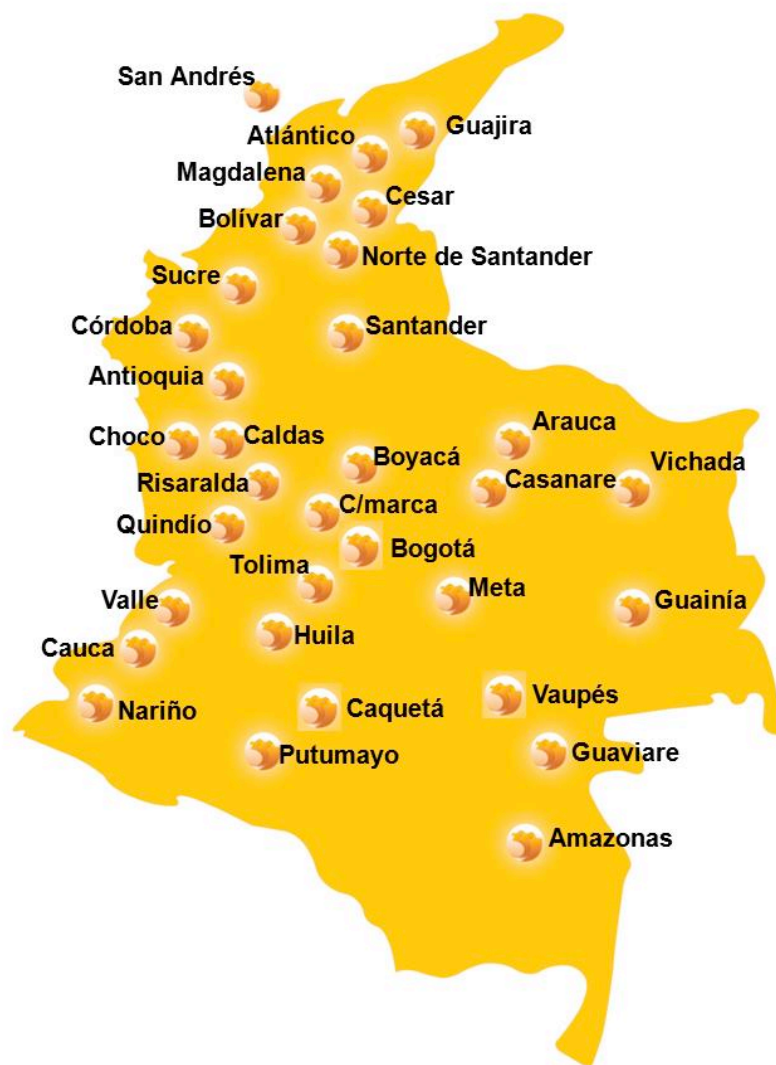 San Andrés
Guajira
Atlántico
Magdalena
Cesar
Bolívar
Norte de Santander
Sucre
Córdoba
Santander
Antioquia
Arauca
Choco
Caldas
Boyacá
Vichada
Risaralda
Casanare
C/marca
Quindío
Bogotá
Tolima
Meta
Valle
Guainía
Huila
Cauca
Vaupés
Nariño
Caquetá
Putumayo
Guaviare
Amazonas